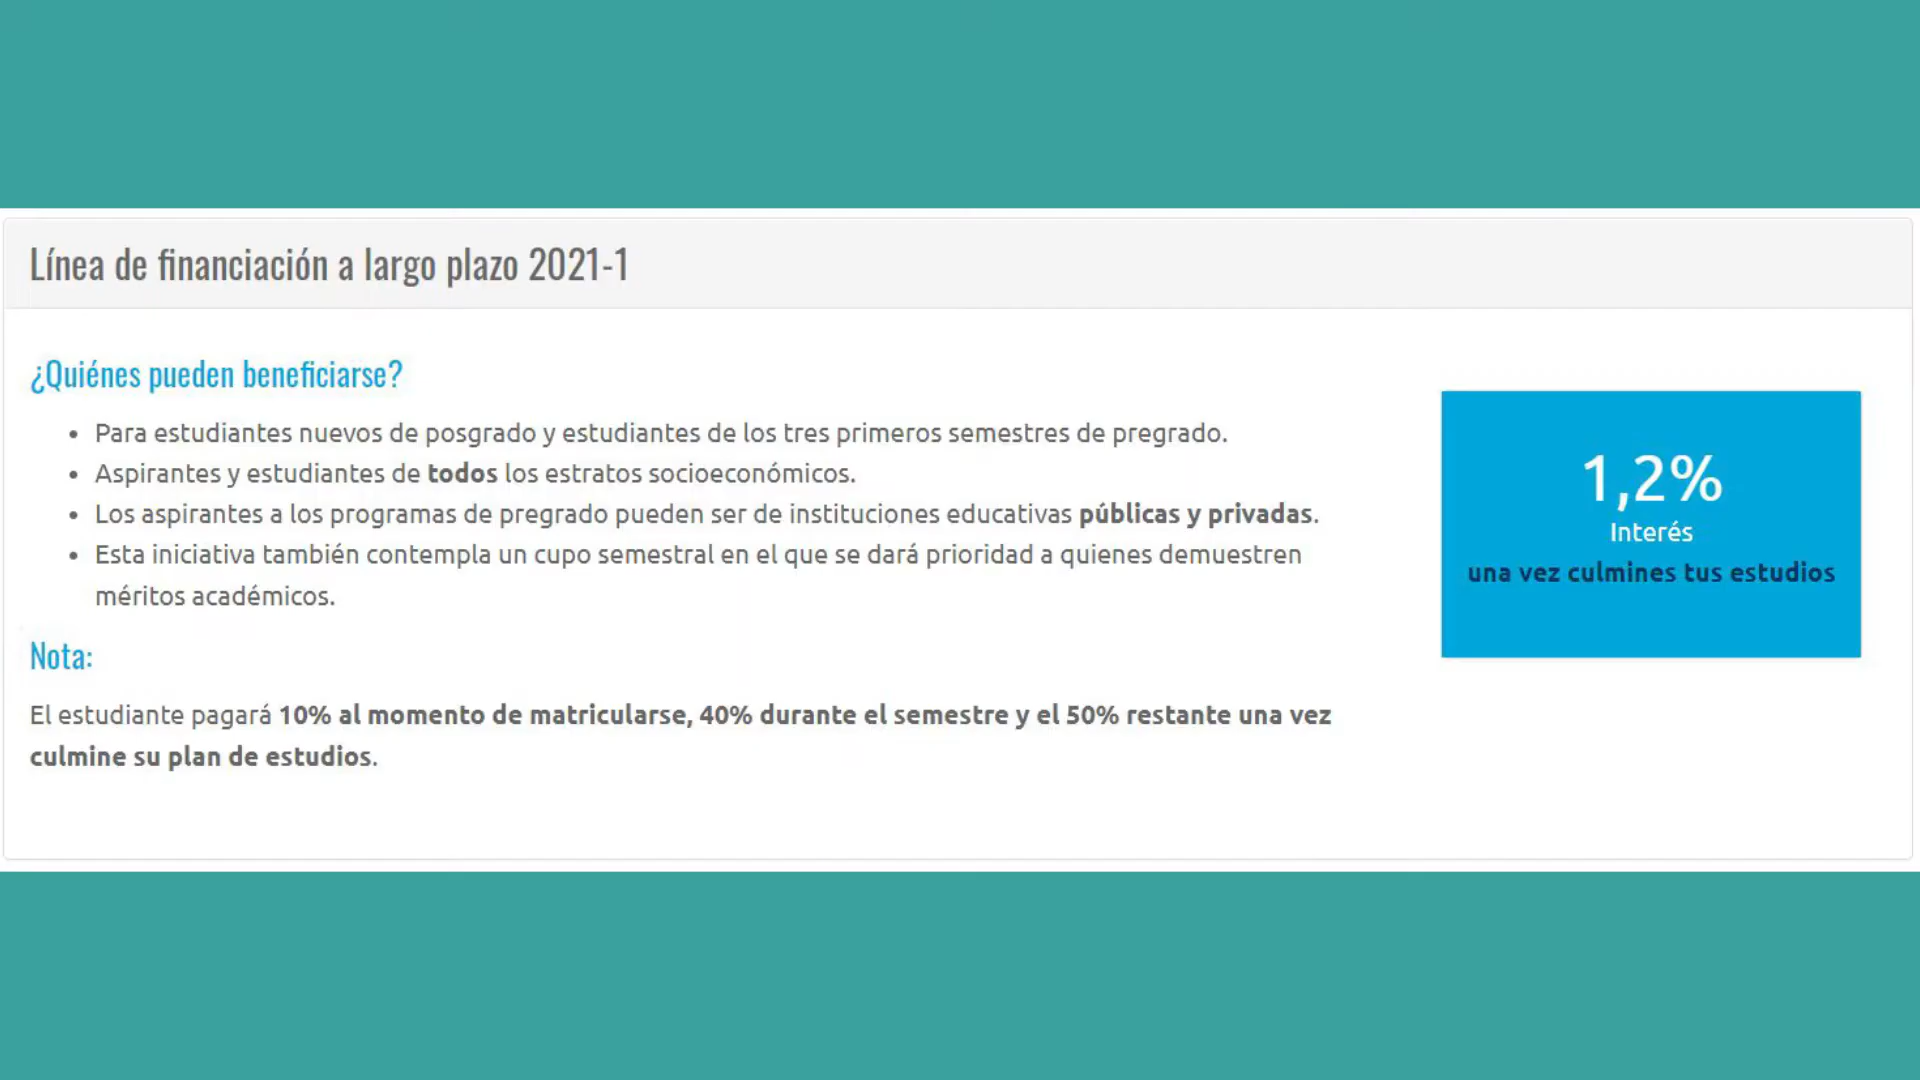 Línea de financiación a largo plazo 2021-1
¿Quiénes pueden beneficiarse?
• Para estudiantes nuevos de posgrado y estudiantes de los tres primeros semestres de pregrado.
• Aspirantes y estudiantes de todos los estratos socioeconómicos.
• Los aspirantes a los programas de pregrado pueden ser de instituciones educativas públicas y privadas.
• Esta iniciativa también contempla un cupo semestral en el que se dará prioridad a quienes demuestren
méritos académicos.
Nota:
El estudiante pagará 10% al momento de matricularse, 40% durante el semestre y el 50% restante una vez
culmine su plan de estudios.
1,2%
Interés
una vez culmines tus estudios